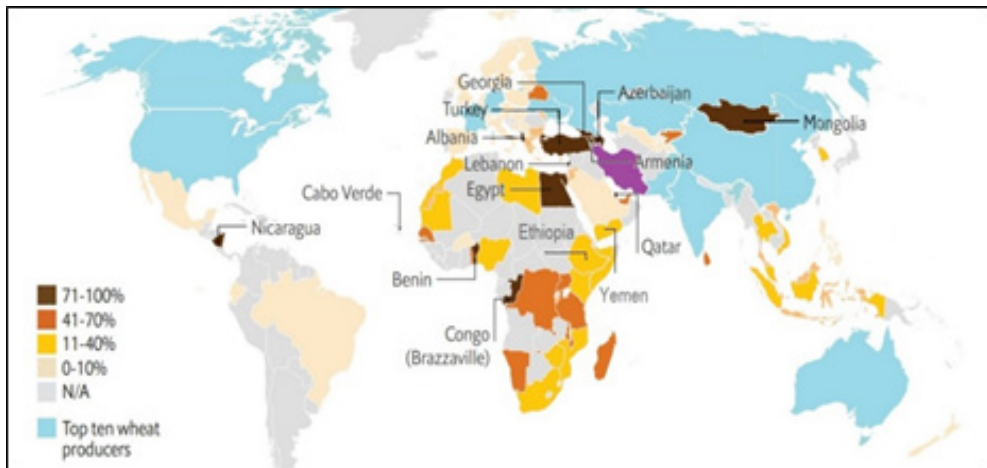 Georgia
Azerbaijan
Turkey
Mongolia
Albania
Armenia
Lebanon
Cabo Verde
Egypt
Nicaragua
Ethiopia
Qatar
Benin
Yemen
71-100%
41-70%
11-40%
0-10%
N/A
Congo
(Brazzaville)
Top ten wheat
producers